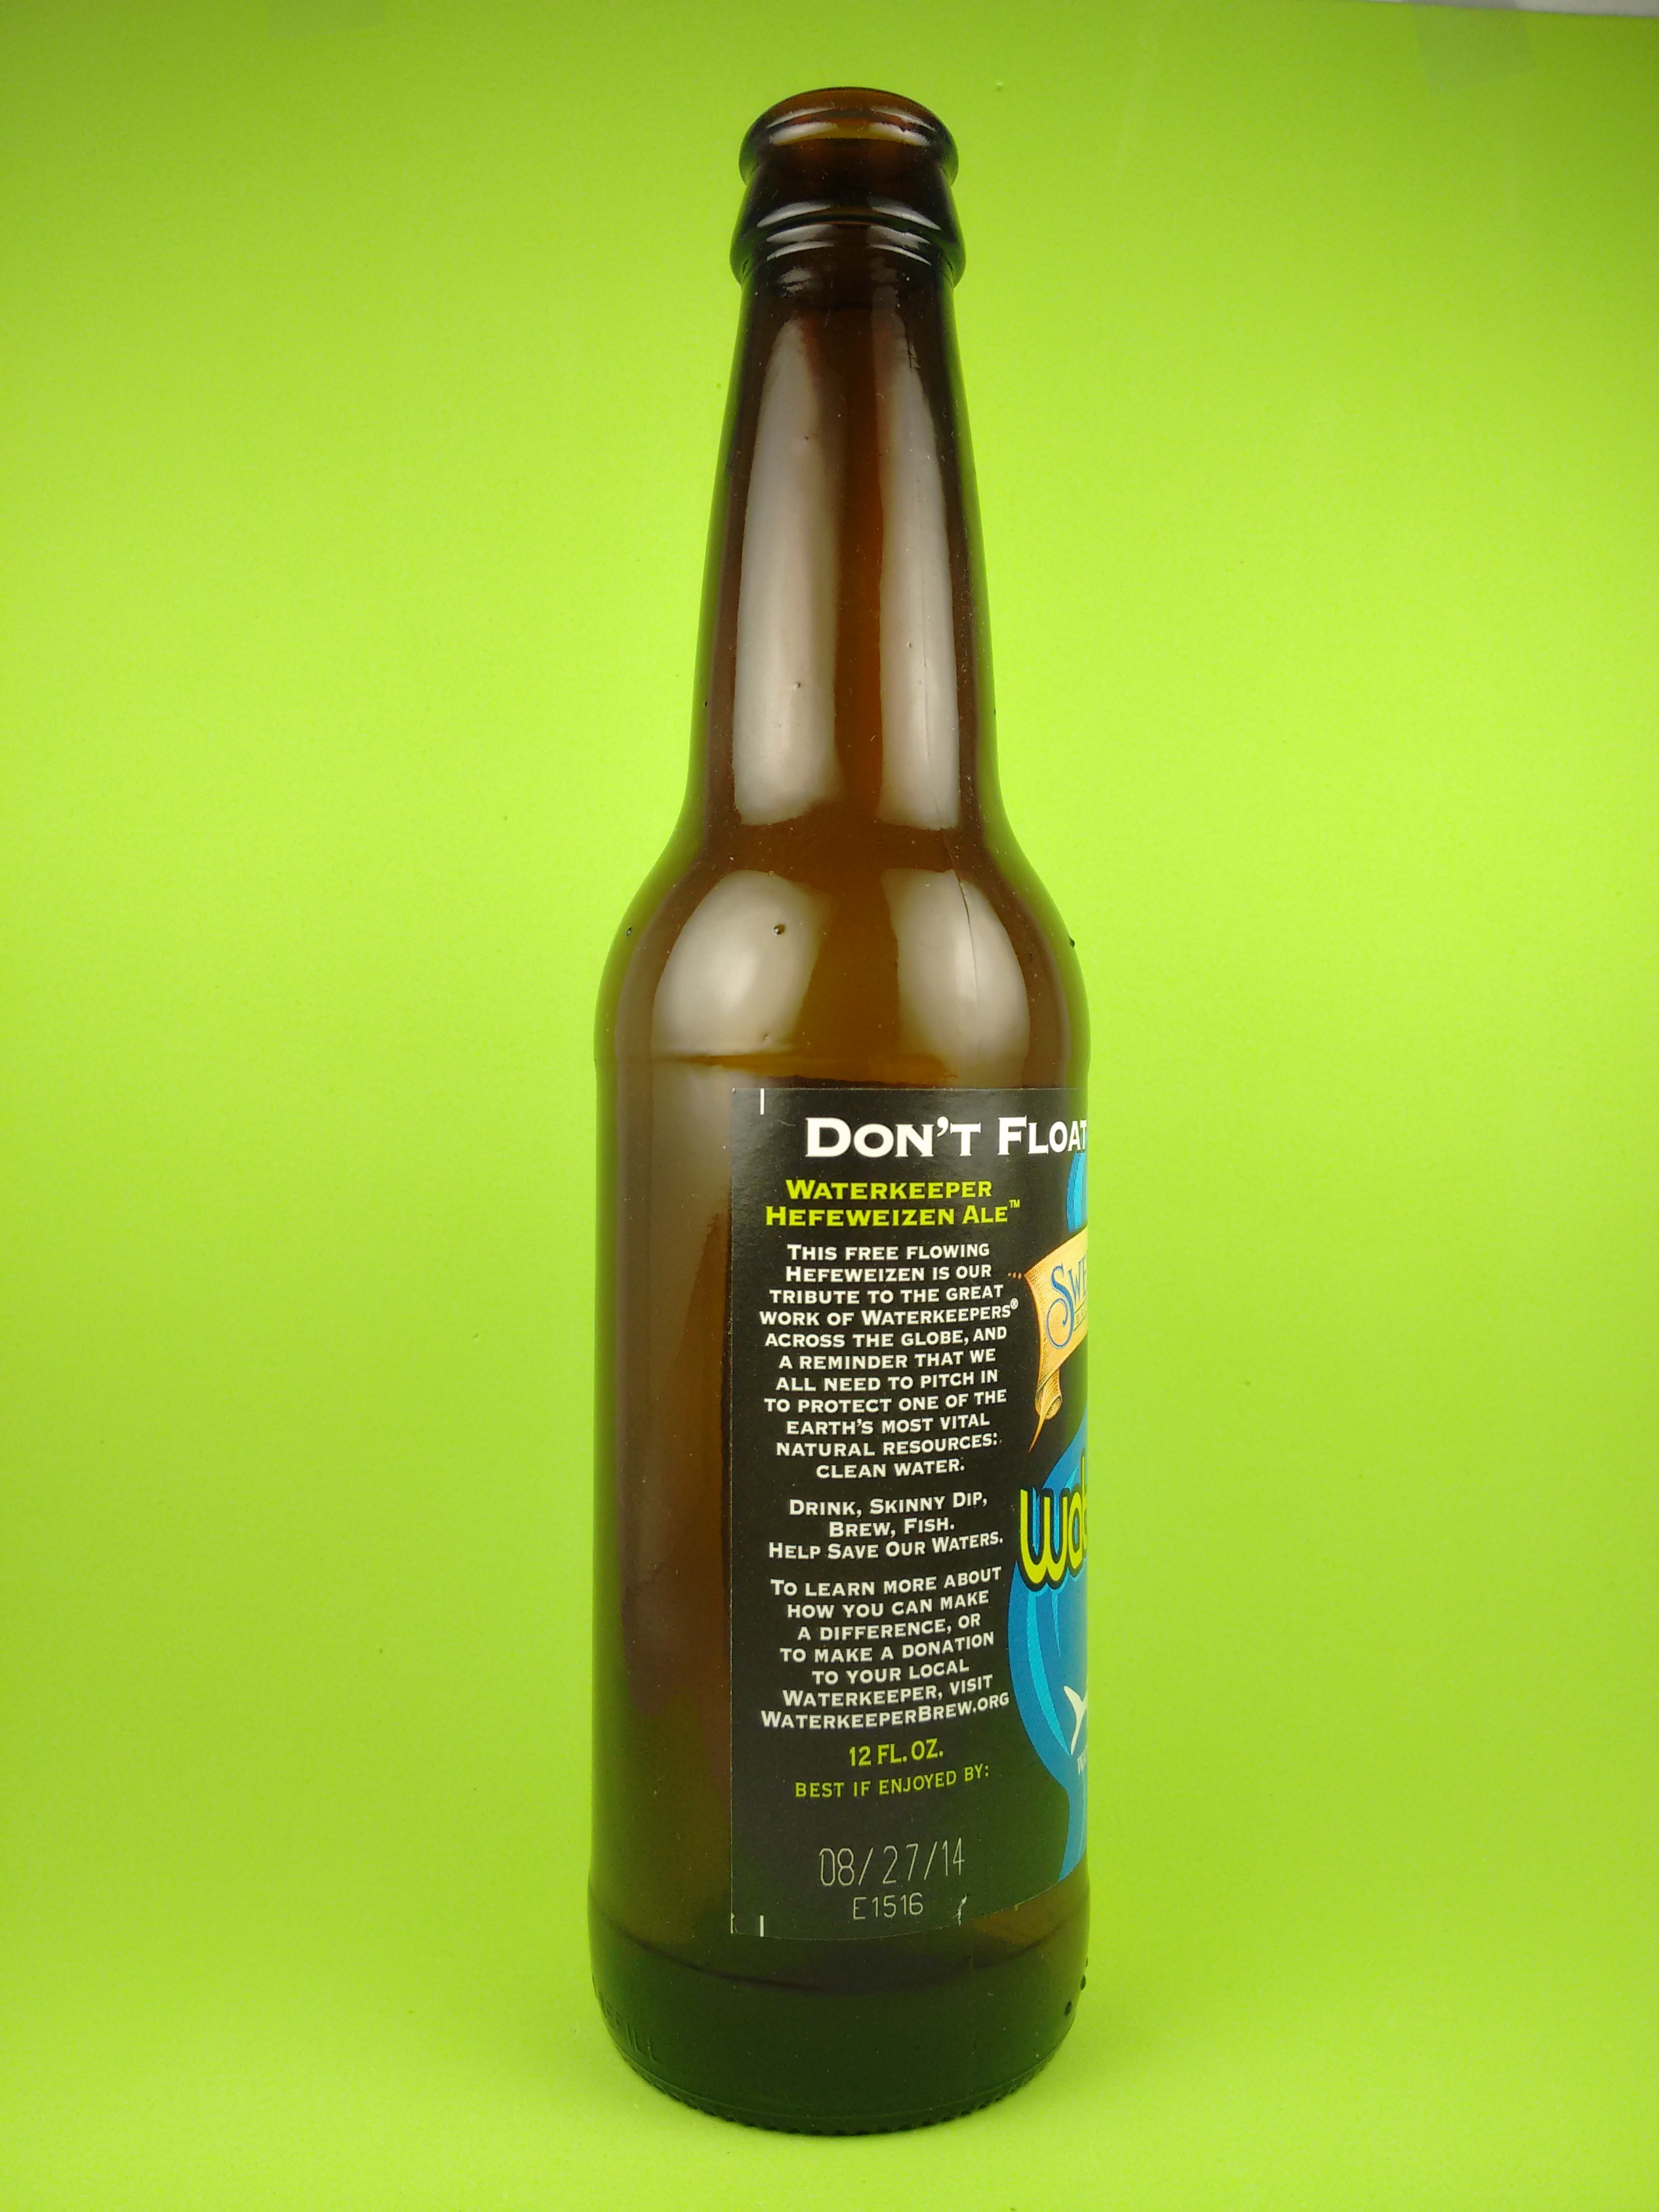 DON'T FLOAT
WATERKEEPER
HEFEWEIZEN ALE™
THIS FREE FLOWING
HEFEWEIZEN IS OUR
TRIBUTE TO THE GREAT
WORK OF WATERKEEPERS®
ACROSS THE GLOBE, AND
A REMINDER THAT WE
ALL NEED TO PITCH IN
TO PROTECT ONE OF THE
EARTH'S MOST VITAL
NATURAL RESOURCES:
CLEAN WATER.
DRINK, SKINNY DIP,
BREW, FISH.
HELP SAVE OUR WATERS.
TO LEARN MORE ABOUT
HOW YOU CAN MAKE
A DIFFERENCE, OR
TO MAKE A DONATION
TO YOUR LOCAL
WATERKEEPER, VISIT
WATERKEEPERBREW.ORG
12 FL. OZ.
BEST IF ENJOYED BY:
08/27/14
E1516